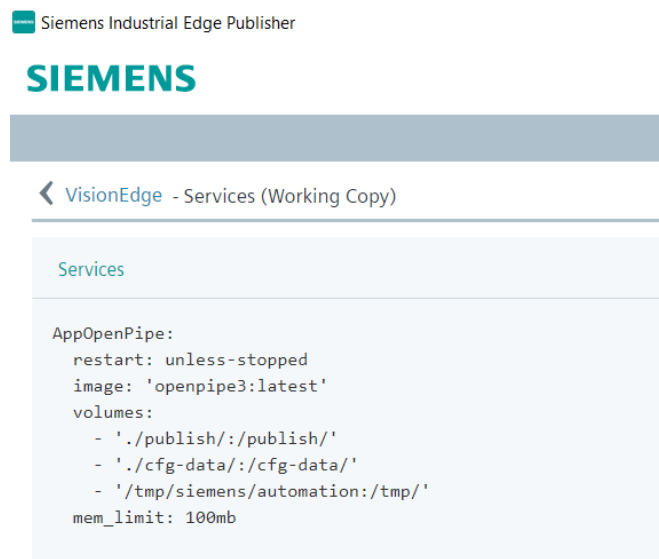 Siemens Industrial Edge Publisher
SIEMENS
VisionEdge - Services (Working Copy)
Services
AppOpenPipe:
  restart: unless-stopped
  image: 'openpipe3:latest'
  volumes:
    - './publish/:/publish/'
    - './cfg-data/:/cfg-data/'
    - '/tmp/siemens/automation:/tmp/'
  mem_limit: 100mb